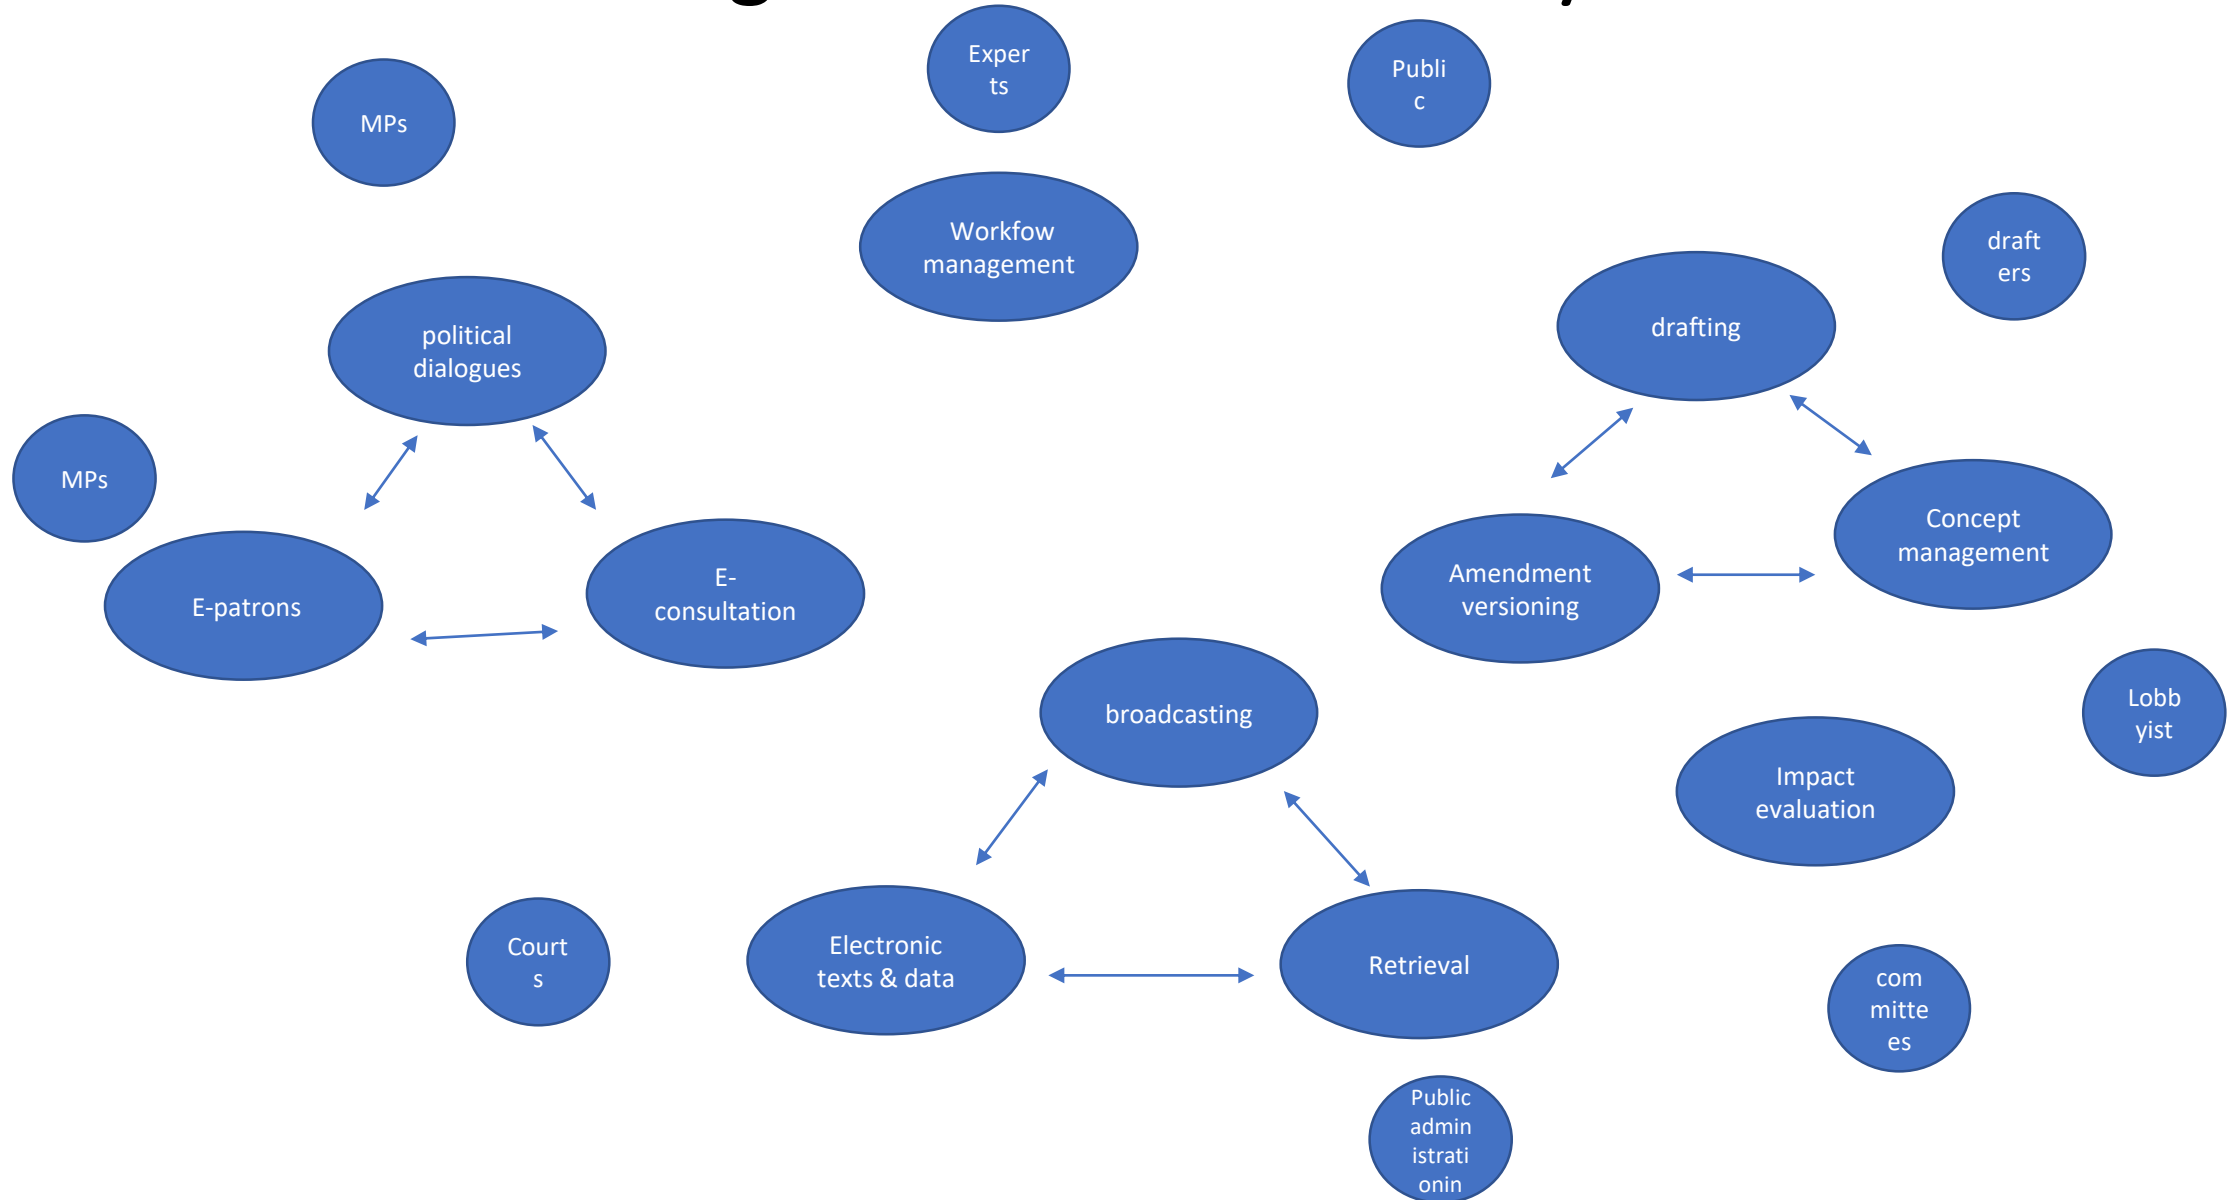 Exper
ts
Publi
c
MPs
Workfow
management
draft
ers
political
dialogues
drafting
MPs
E-patrons
E-
consultation
Amendment
versioning
Concept
management
broadcasting
Lobb
yist
Impact
evaluation
Court
s
Electronic
texts & data
Retrieval
com
mitte
es
Public
admin
istrati
onin